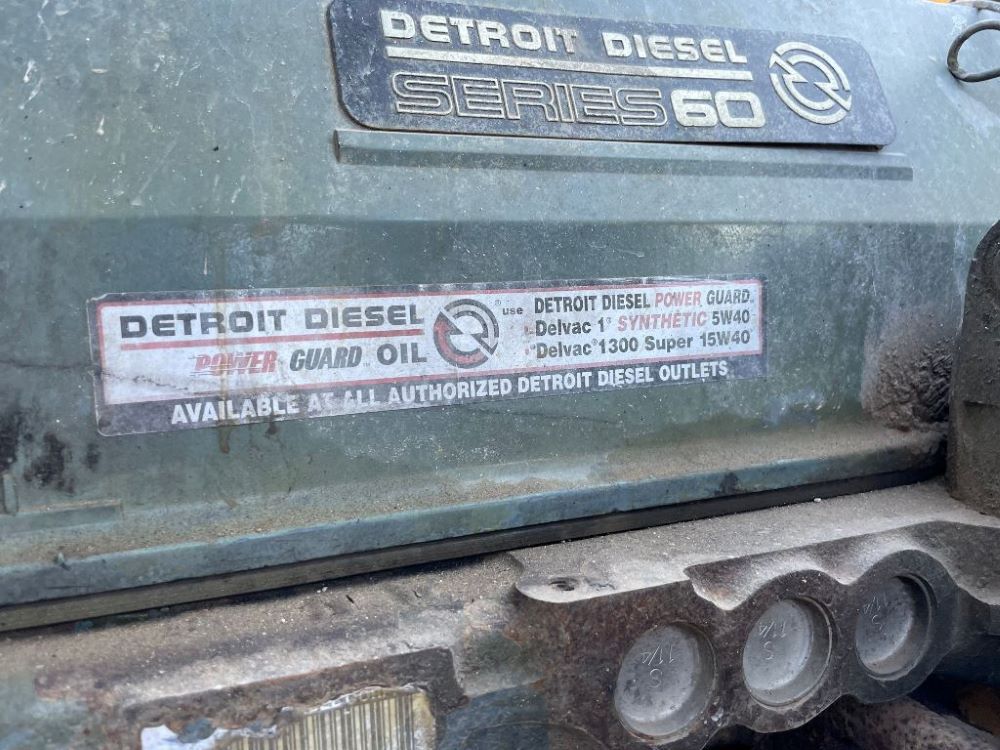 DETROIT DIESEL
SERIES 60
DETROIT DIESEL ®
POWER GUARD™ OIL
use DETROIT DIESEL POWER GUARD
Delvac 1® SYNTHETIC 5W40
Delvac® 1300 Super 15W40
AVAILABLE AT ALL AUTHORIZED DETROIT DIESEL OUTLETS
S
1 1/4
S
1 1/4
S
1 1/4